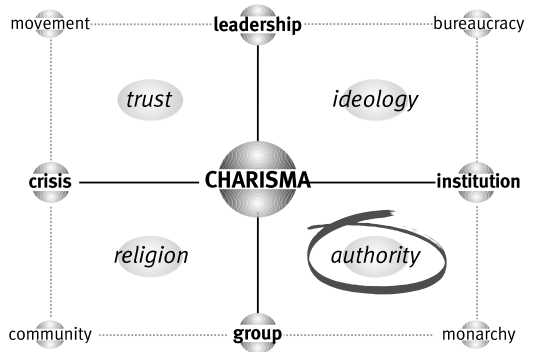 movement leadership bureaucracy
trust ideology
crisis CHARISMA institution
religion authority
community group monarchy